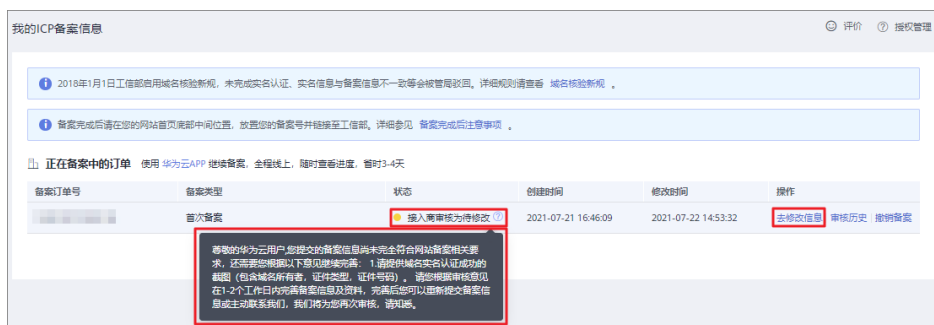 我的ICP备案信息
评价
授权管理
2018年1月1日工信部启用域名核验新规，未完成实名认证、实名信息与备案信息不一致等会被管局驳回。详细规则请查看 域名核验新规 。
备案完成后请在您的网站首页底部中间位置，放置您的备案号并链接至工信部。详细参见 备案完成后注意事项 。
正在备案中的订单 使用 华为云APP 继续备案，全程线上，随时查看进度，暂时3-4天
备案订单号 备案类型 状态 创建时间 修改时间 操作
首次备案 接入商审核为待修改 2021-07-21 16:46:09 2021-07-22 14:53:32 去修改信息 审核历史 撤销备案
尊敬的华为云用户,您提交的备案信息尚未完全符合网站备案相关要
求，还需要您根据以下意见继续完善： 1.请提供域名实名认证成功的
截图（包含域名所有者，证件类型，证件号码）。 请您根据审核意见
在1-2个工作日内完善备案信息及资料，完善后您可以重新提交备案信
息或主动联系我们，我们将为您再次审核，请知悉。